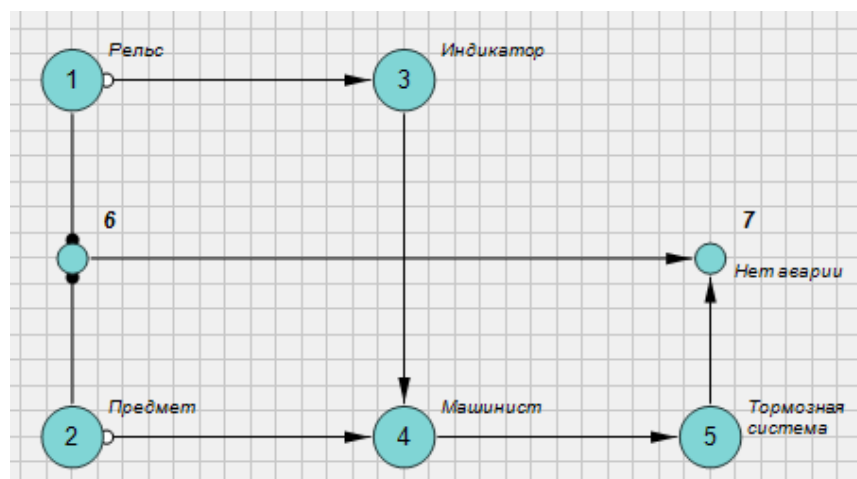 Рельс
Индикатор
1
3
6
7
Нет аварии
Предмет
Машинист
Тормозная
система
2
4
5